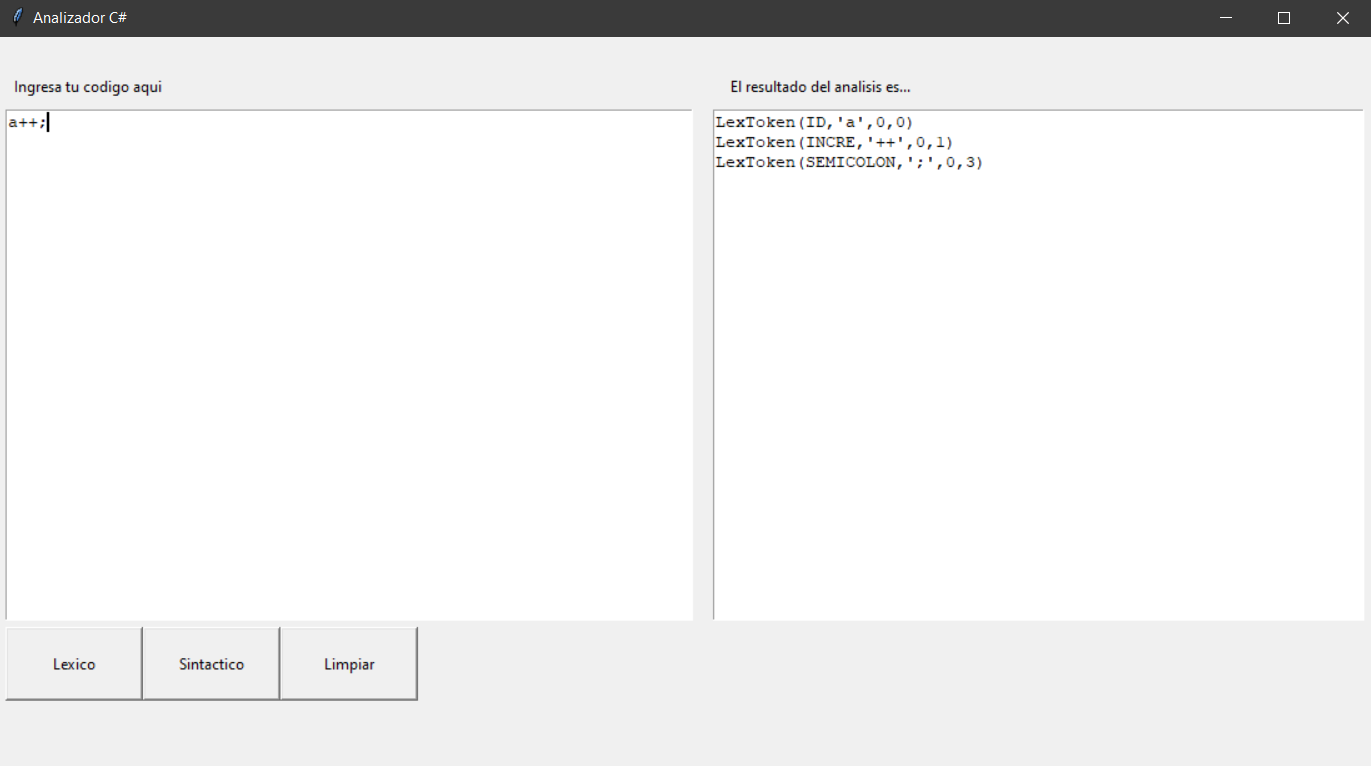 Analizador C#
Ingresa tu codigo aqui
El resultado del analisis es...
a++;
LexToken(ID,'a',0,0)
LexToken(INCRE,'++',0,1)
LexToken(SEMICOLON,';',0,3)
Lexico
Sintactico
Limpiar